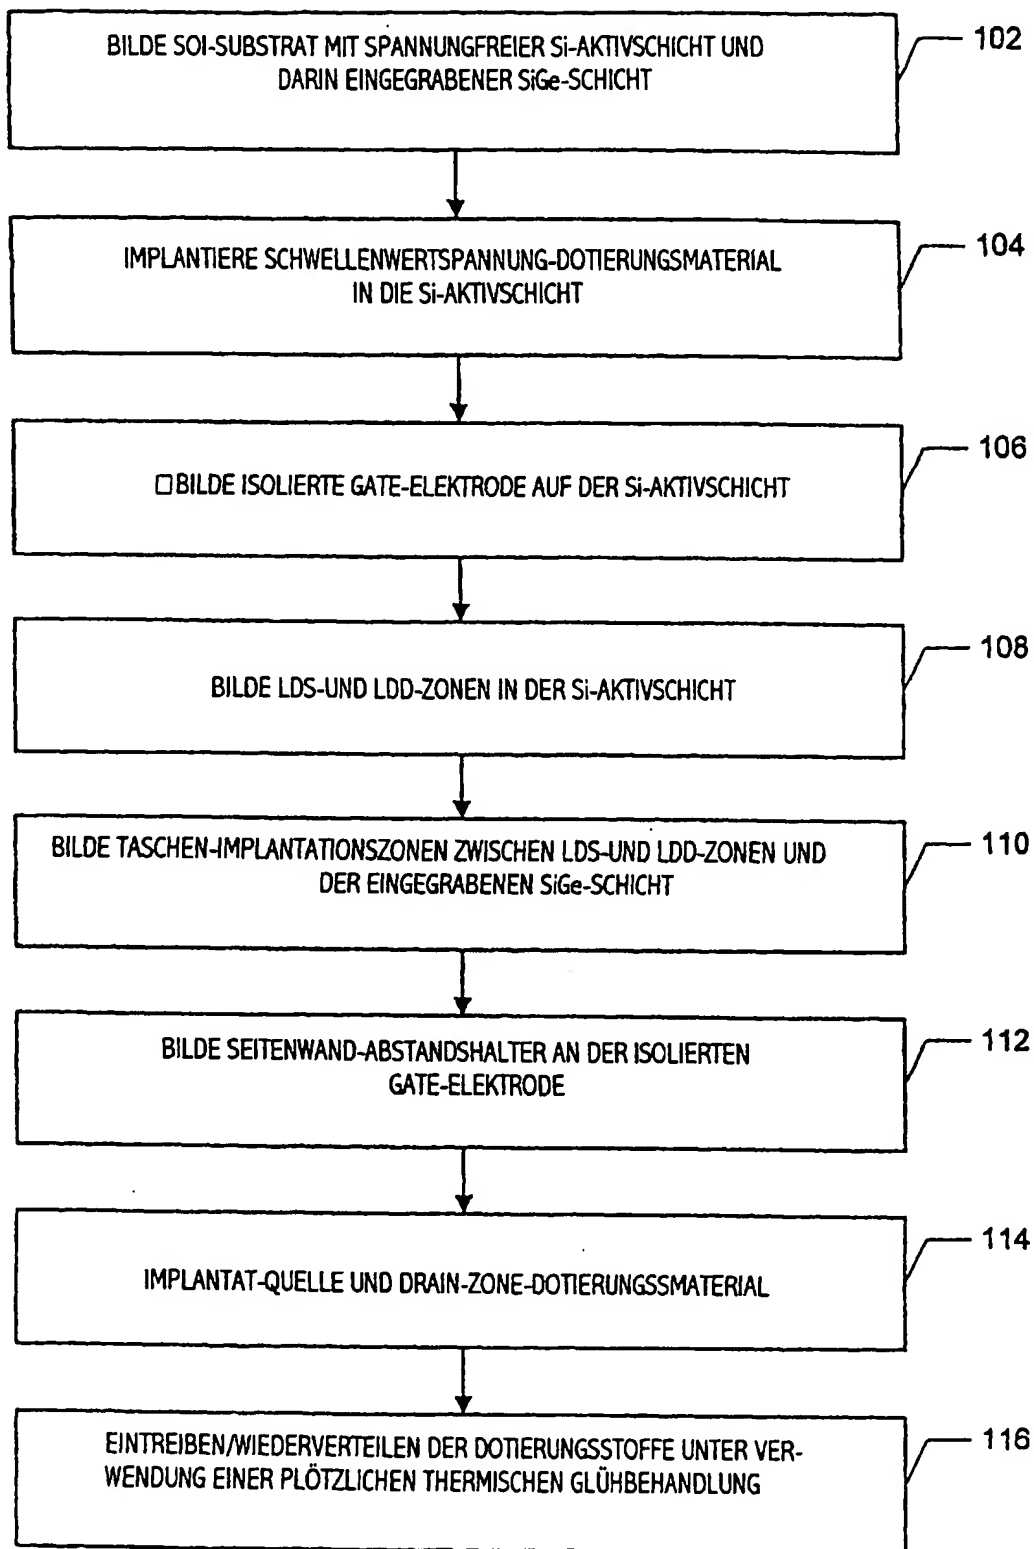 BILDE SOI-SUBSTRAT MIT SPANNUNGFREIER Si-AKTIVSCHICHT UND
DARIN EINGEGRABENER SiGe-SCHICHT
102
IMPLANTIERE SCHWELLENWERTSPANNUNG-DOTIERUNGSMATERIAL
IN DIE Si-AKTIVSCHICHT
104
□BILDE ISOLIERTE GATE-ELEKTRODE AUF DER Si-AKTIVSCHICHT
106
BILDE LDS-UND LDD-ZONEN IN DER Si-AKTIVSCHICHT
108
BILDE TASCHEN-IMPLANTATIONSZONEN ZWISCHEN LDS-UND LDD-ZONEN UND
DER EINGEGRABENEN SiGe-SCHICHT
110
BILDE SEITENWAND-ABSTANDSHALTER AN DER ISOLIERTEN
GATE-ELEKTRODE
112
IMPLANTAT-QUELLE UND DRAIN-ZONE-DOTIERUNGSSMATERIAL
114
EINTREIBEN/WIEDERVERTEILEN DER DOTIERUNGSSTOFFE UNTER VER-
WENDUNG EINER PLÖTZLICHEN THERMISCHEN GLÜHBEHANDLUNG
116